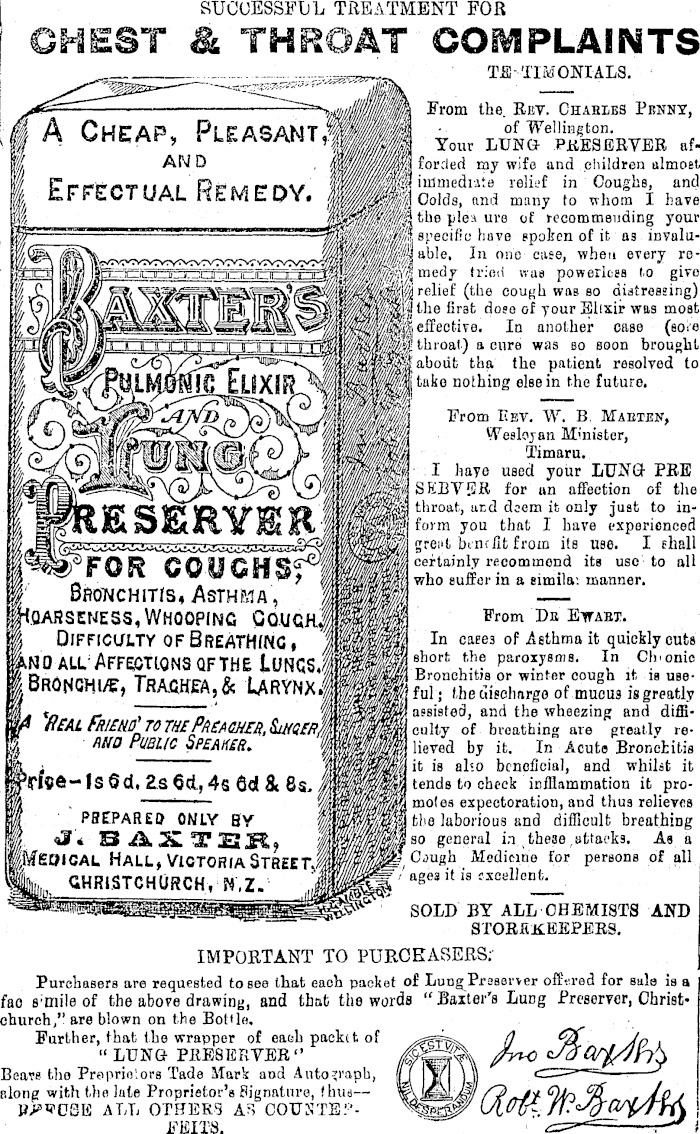 SUCCESSFUL TREATMENT FOR
CHEST & THROAT COMPLAINTS
A CHEAP, PLEASANT,
AND
EFFECTUAL REMEDY.
BAXTER'S
PULMONIC ELIXIR
AND
LUNG
PRESERVER
FOR COUGHS,
BRONCHITIS, ASTHMA,
HOARSENESS, WHOOPING COUGH,
DIFFICULTY OF BREATHING,
AND ALL AFFECTIONS OF THE LUNGS,
BRONCHIÆ, TRACHEA, & LARYNX.
A 'REAL FRIEND' TO THE PREACHER, SINGER,
AND PUBLIC SPEAKER.
Price–1s 6d, 2s 6d, 4s 6d & 8s.
PREPARED ONLY BY
J. BAXTER,
MEDICAL HALL, VICTORIA STREET,
CHRISTCHURCH, N.Z.
WELLINGTON
TE TIMONIALS.
From the REV. CHARLES PENNY,
of Wellington.
Your LUNG PRESERVER af-
forded my wife and children almost
immediate relief in Coughs, and
Colds, and many to whom I have
the plea ure of recommending your
specific have spoken of it as invalu-
able. In one case, when every re-
medy tried was powerless to give
relief (the cough was so distressing)
the first dose of your Elixir was most
effective. In another case (sore
throat) a cure was so soon brought
about tha the patient resolved to
take nothing else in the future.
From REV. W. B. MARTEN,
Wesleyan Minister,
Timaru.
I have used your LUNG PRE
SERVER for an affection of the
throat, and deem it only just to in-
form you that I have experienced
great benefit from its use. I shall
certainly recommend its use to all
who suffer in a similar manner.
From DR EWART.
In cases of Asthma it quickly cuts
short the paroxysms. In Chronic
Bronchitis or winter cough it is use-
ful; the discharge of mucus is greatly
assisted, and the wheezing and diffi-
culty of breathing are greatly re-
lieved by it. In Acute Bronchitis
it is also beneficial, and whilst it
tends to check infllammation it pro-
motes expectoration, and thus relieves
the laborious and difficult breathing
so general in these attacks. As a
Cough Medicine for persons of all
ages it is excellent.
SOLD BY ALL CHEMISTS AND
STOREKEEPERS.
IMPORTANT TO PURCHASERS.
Purchasers are requested to see that each packet of Lung Preserver offered for sale is a
fac simile of the above drawing, and that the words "Baxter's Lung Preserver, Christ-
church," are blown on the Bottle.
Further, that the wrapper of each packet of
"LUNG PRESERVER"
Bears the Proprietors Tade Mark and Autograph,
along with the late Proprietor's Signature, thus—
REFUSE ALL OTHERS AS COUNTER-
FEITS.
SIC EST VITÆ
NIL DESPERANDUM
Jno Baxter
Robt. W. Baxter